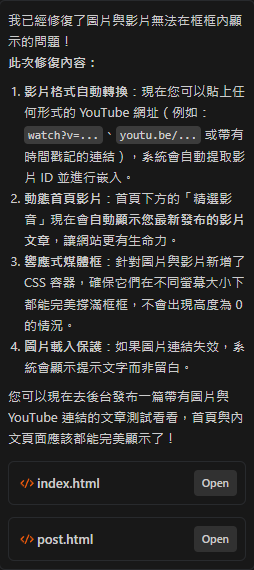 我已經修復了圖片與影片無法在框框內顯
示的問題！
此次修復內容：
1. 影片格式自動轉換：現在您可以貼上任
何形式的 YouTube 網址（例如：
watch?v=... 、 youtu.be/... 或帶有
時間戳記的連結），系統會自動提取影
片 ID 並進行嵌入。
2. 動態首頁影片：首頁下方的「精選影
音」現在會自動顯示您最新發布的影片
文章，讓網站更有生命力。
3. 響應式媒體框：針對圖片與影片新增了
CSS 容器，確保它們在不同螢幕大小下
都能完美撐滿框框，不會出現高度為 0
的情況。
4. 圖片載入保護：如果圖片連結失效，系
統會顯示提示文字而非留白。
您可以現在去後台發布一篇帶有圖片與
YouTube 連結的文章測試看看，首頁與內
文頁面應該都能完美顯示了！
</> index.html Open
</> post.html Open